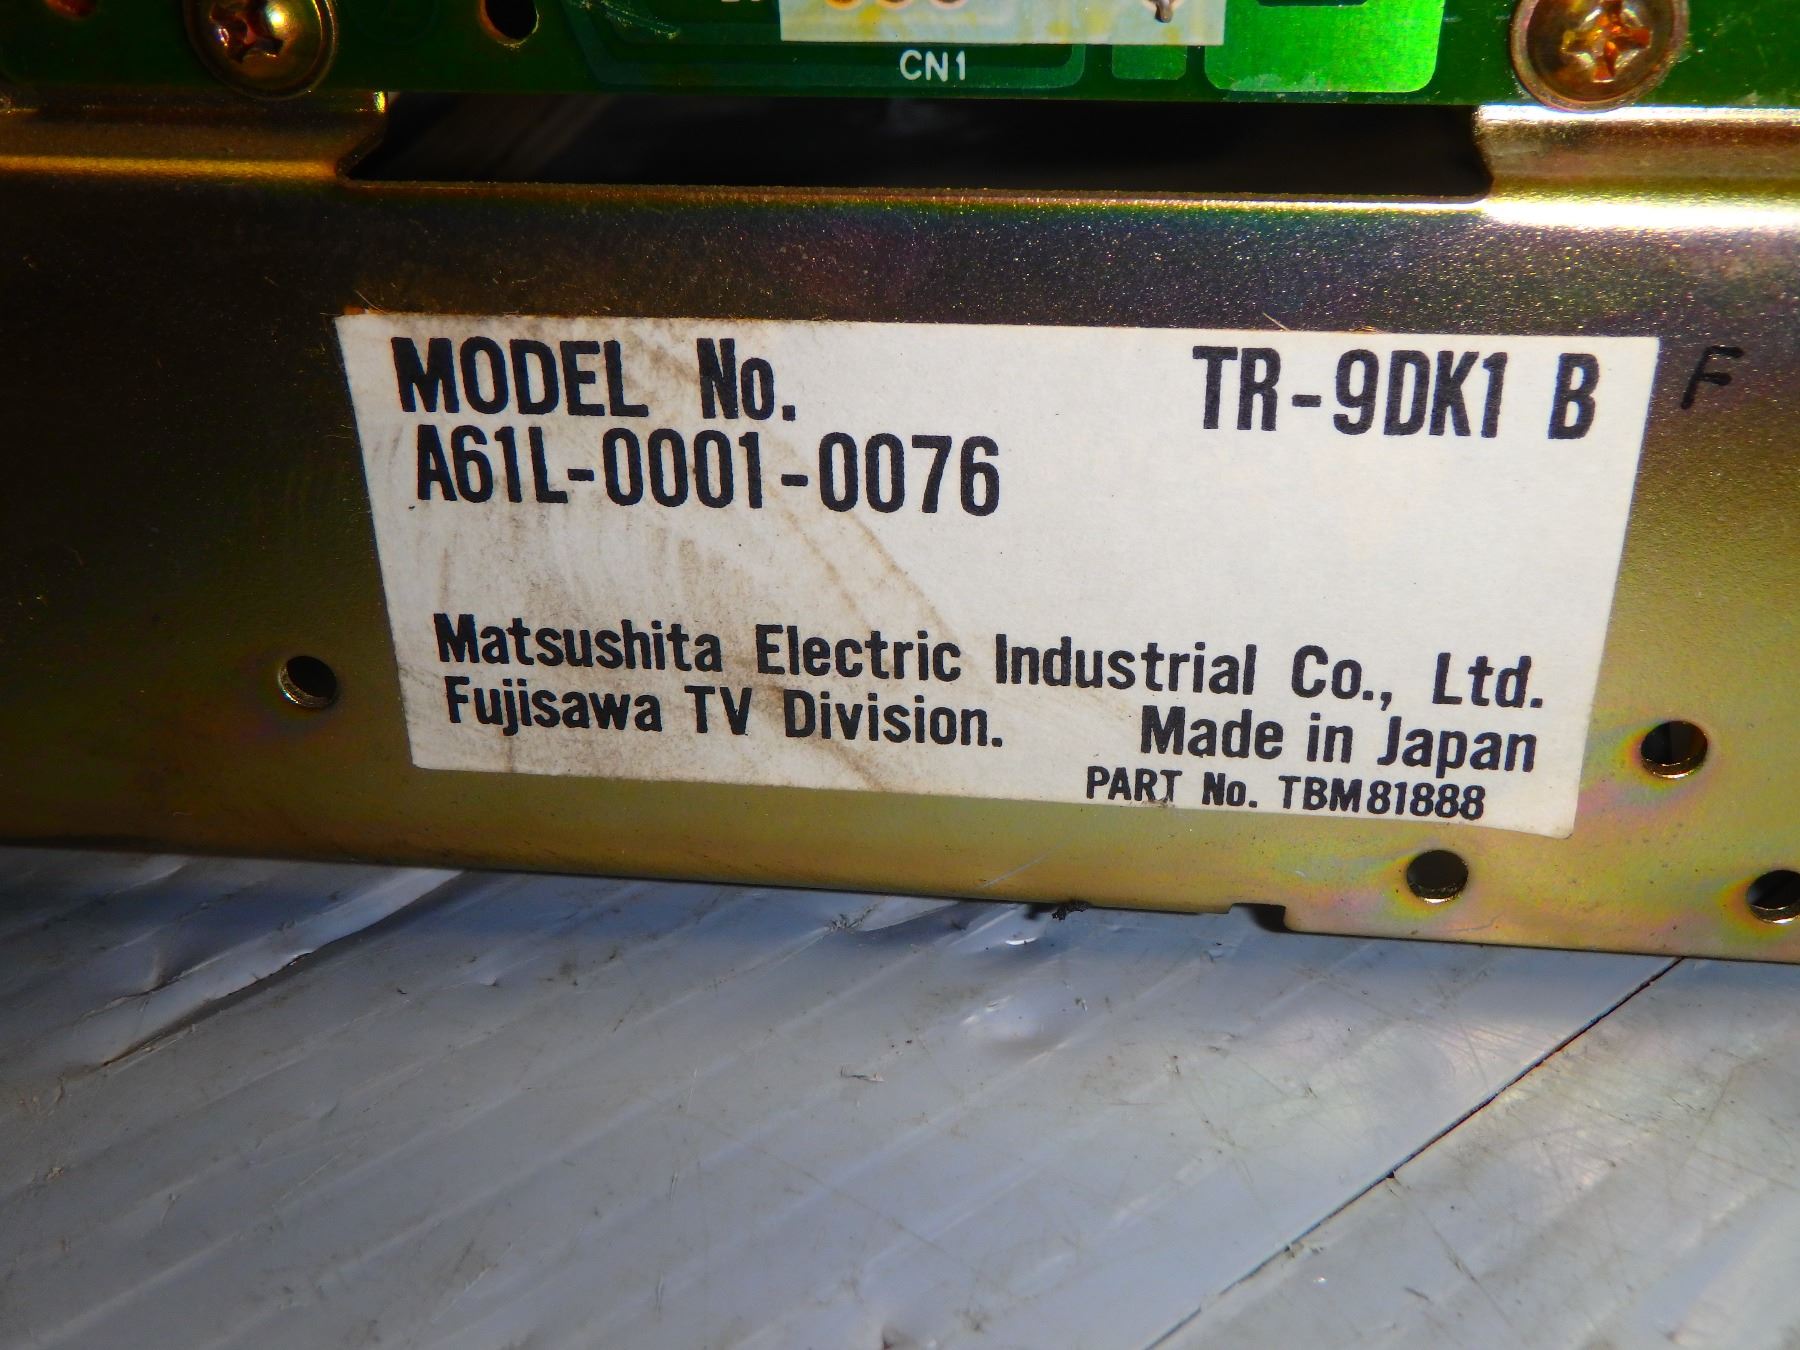 CN1
MODEL No. TR-9DK1 B
F
A61L-0001-0076
Matsushita Electric Industrial Co., Ltd.
Fujisawa TV Division. Made in Japan
PART No. TBM81888